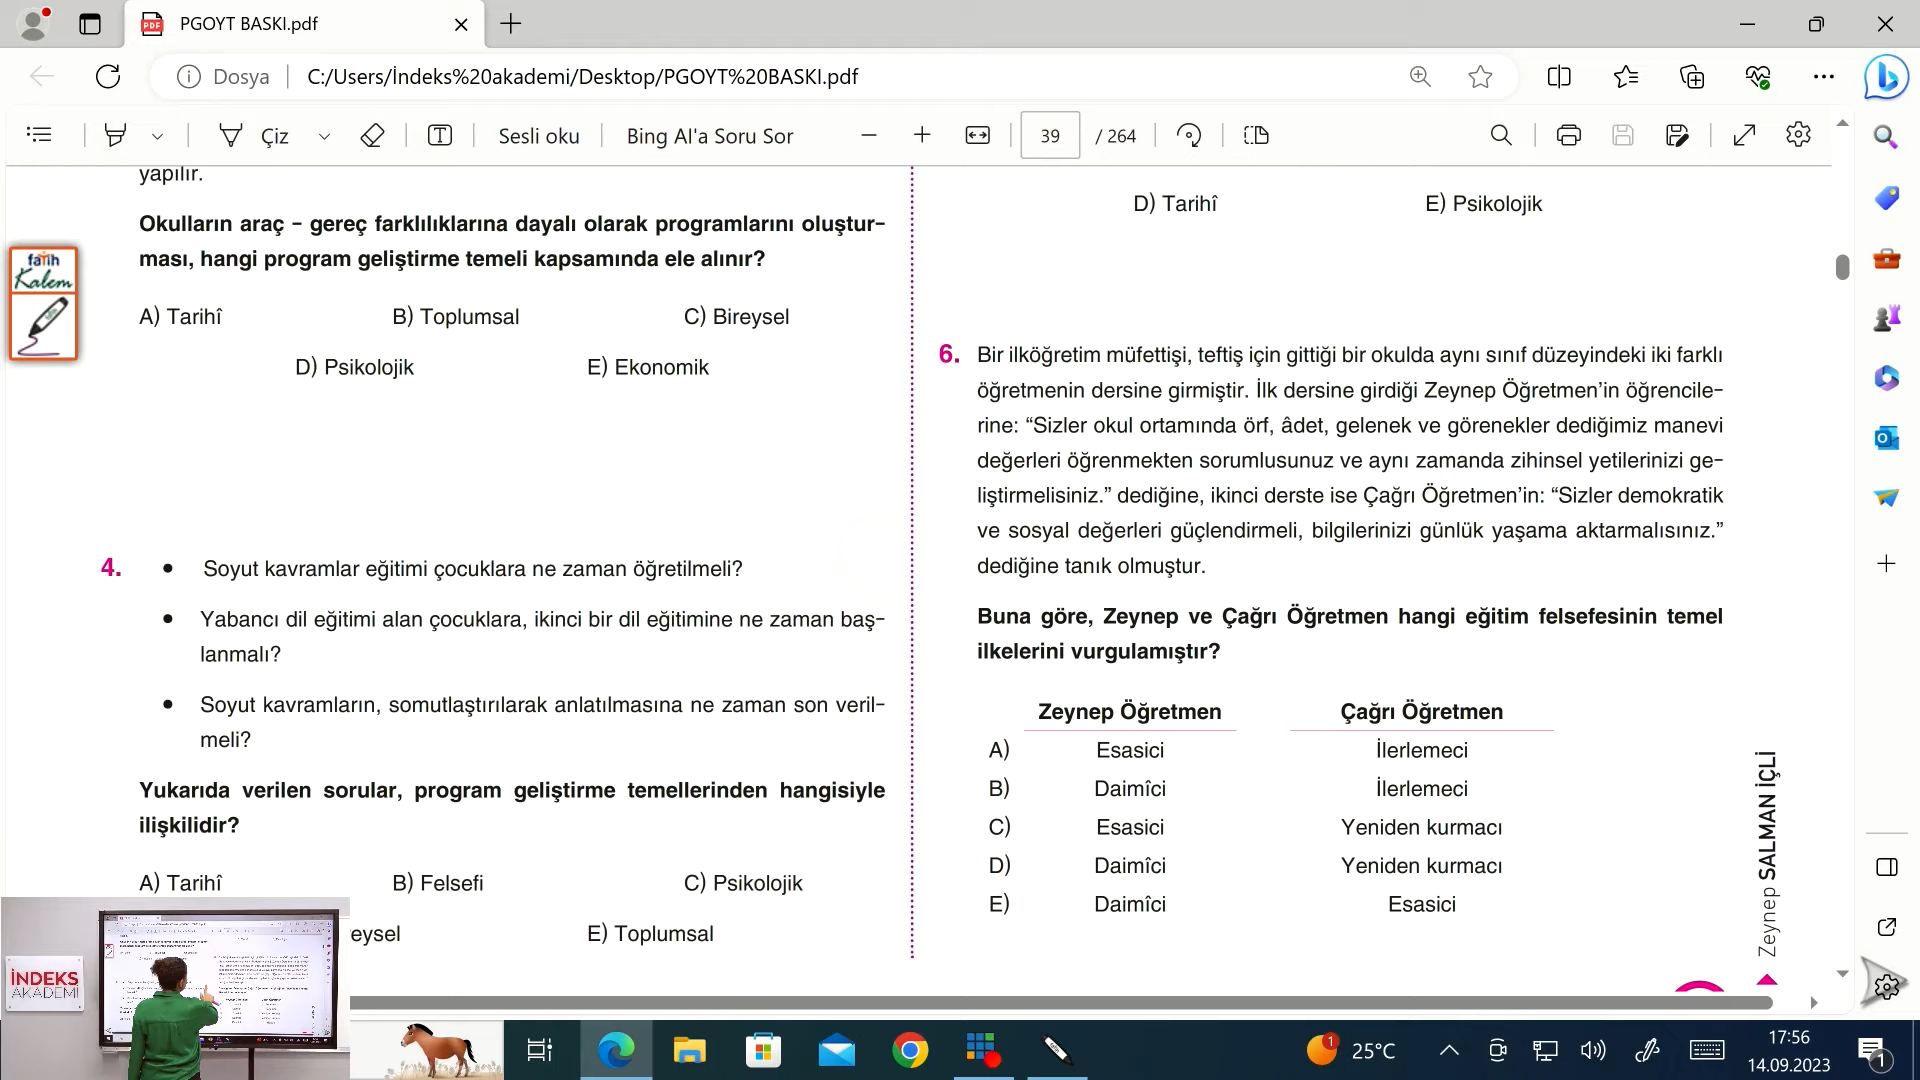 PGOYT BASKI.pdf
Dosya
C:/Users/İndeks%20akademi/Desktop/PGOYT%20BASKI.pdf
Çiz
Sesli oku
Bing AI'a Soru Sor
39
/ 264
yapılır.
Okulların araç – gereç farklılıklarına dayalı olarak programlarını oluştur-
ması, hangi program geliştirme temeli kapsamında ele alınır?
A) Tarihî B) Toplumsal C) Bireysel
D) Psikolojik E) Ekonomik
4. • Soyut kavramlar eğitimi çocuklara ne zaman öğretilmeli?
• Yabancı dil eğitimi alan çocuklara, ikinci bir dil eğitimine ne zaman baş-
lanmalı?
• Soyut kavramların, somutlaştırılarak anlatılmasına ne zaman son veril-
meli?
Yukarıda verilen sorular, program geliştirme temellerinden hangisiyle
ilişkilidir?
A) Tarihî B) Felsefi C) Psikolojik
eysel E) Toplumsal
D) Tarihî E) Psikolojik
6. Bir ilköğretim müfettişi, teftiş için gittiği bir okulda aynı sınıf düzeyindeki iki farklı
öğretmenin dersine girmiştir. İlk dersine girdiği Zeynep Öğretmen’in öğrencile-
rine: “Sizler okul ortamında örf, âdet, gelenek ve görenekler dediğimiz manevi
değerleri öğrenmekten sorumlusunuz ve aynı zamanda zihinsel yetilerinizi ge-
liştirmelisiniz.” dediğine, ikinci derste ise Çağrı Öğretmen’in: “Sizler demokratik
ve sosyal değerleri güçlendirmeli, bilgilerinizi günlük yaşama aktarmalısınız.”
dediğine tanık olmuştur.
Buna göre, Zeynep ve Çağrı Öğretmen hangi eğitim felsefesinin temel
ilkelerini vurgulamıştır?
Zeynep Öğretmen Çağrı Öğretmen
A) Esasici İlerlemeci
B) Daimîci İlerlemeci
C) Esasici Yeniden kurmacı
D) Daimîci Yeniden kurmacı
E) Daimîci Esasici
Zeynep SALMAN İÇLİ
fatih
Kalem
İNDEKS
AKADEMİ
25°C
17:56
14.09.2023